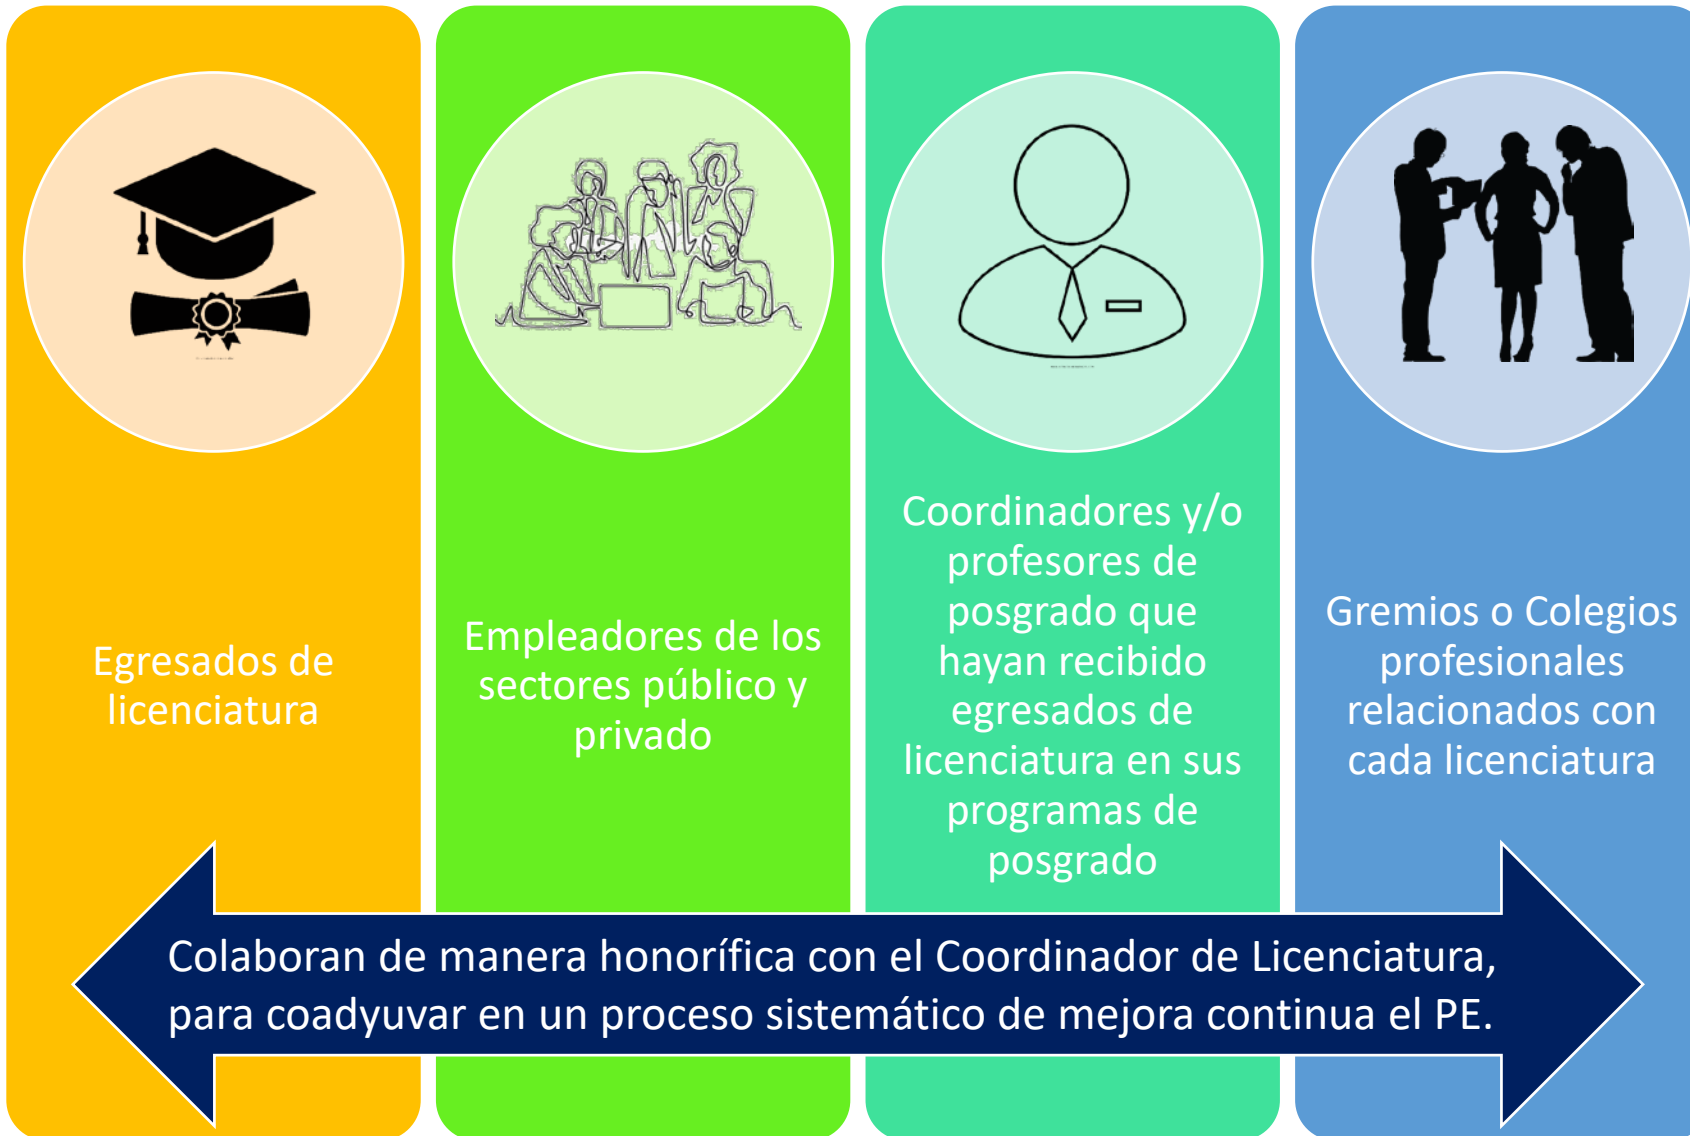 Egresados de
licenciatura
Empleadores de los
sectores público y
privado
Coordinadores y/o
profesores de
posgrado que
hayan recibido
egresados de
licenciatura en sus
programas de
posgrado
Gremios o Colegios
profesionales
relacionados con
cada licenciatura
Colaboran de manera honorífica con el Coordinador de Licenciatura,
para coadyuvar en un proceso sistemático de mejora continua el PE.